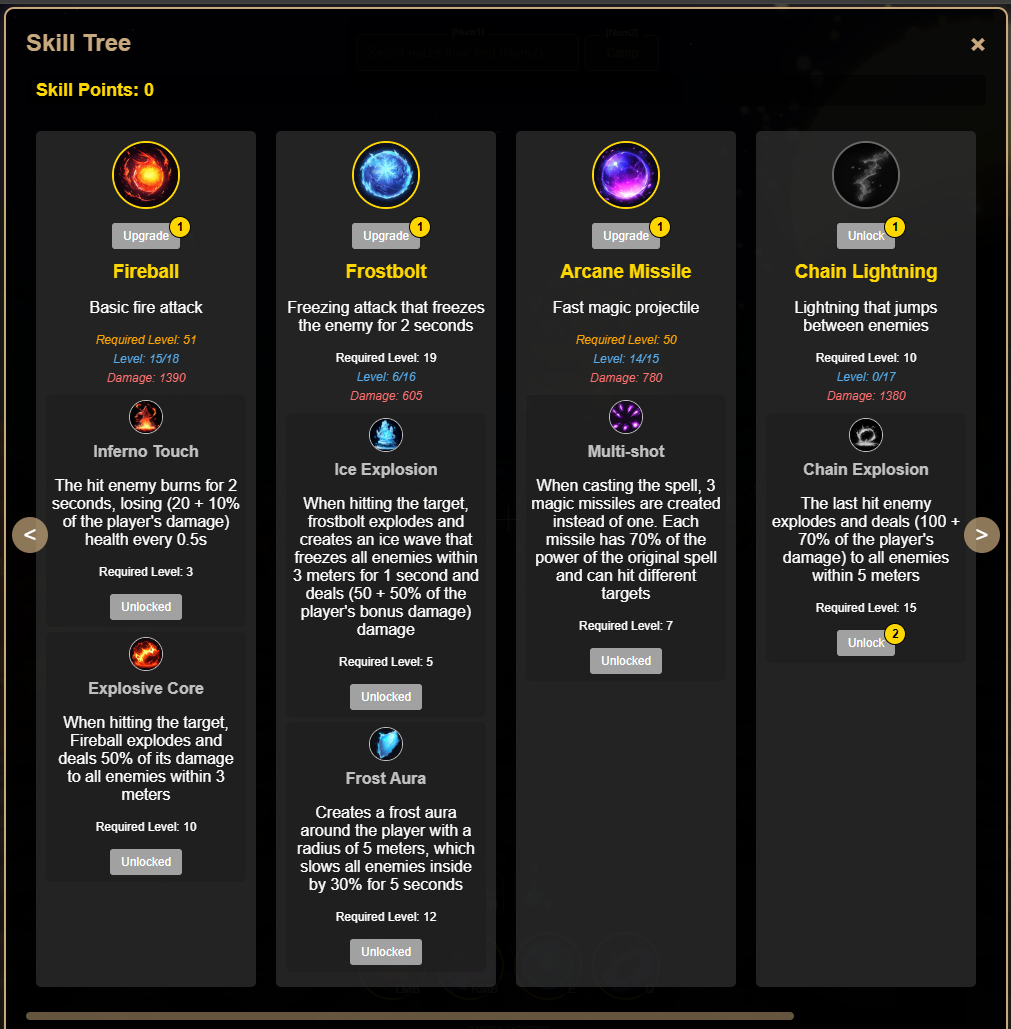 Skill Tree
×
Skill Points: 0
1
Upgrade
Fireball
Basic fire attack
Required Level: 51
Level: 15/18
Damage: 1390
Inferno Touch
The hit enemy burns for 2
seconds, losing (20 + 10%
of the player's damage)
health every 0.5s
Required Level: 3
Unlocked
Explosive Core
When hitting the target,
Fireball explodes and
deals 50% of its damage
to all enemies within 3
meters
Required Level: 10
Unlocked
1
Upgrade
Frostbolt
Freezing attack that freezes
the enemy for 2 seconds
Required Level: 19
Level: 6/16
Damage: 605
Ice Explosion
When hitting the target,
frostbolt explodes and
creates an ice wave that
freezes all enemies within
3 meters for 1 second and
deals (50 + 50% of the
player's bonus damage)
damage
Required Level: 5
Unlocked
Frost Aura
Creates a frost aura
around the player with a
radius of 5 meters, which
slows all enemies inside
by 30% for 5 seconds
Required Level: 12
Unlocked
1
Upgrade
Arcane Missile
Fast magic projectile
Required Level: 50
Level: 14/15
Damage: 780
Multi-shot
When casting the spell, 3
magic missiles are created
instead of one. Each
missile has 70% of the
power of the original spell
and can hit different
targets
Required Level: 7
Unlocked
1
Unlock
Chain Lightning
Lightning that jumps
between enemies
Required Level: 10
Level: 0/17
Damage: 1380
Chain Explosion
The last hit enemy
explodes and deals (100 +
70% of the player's
damage) to all enemies
within 5 meters
Required Level: 15
2
Unlock
<
>